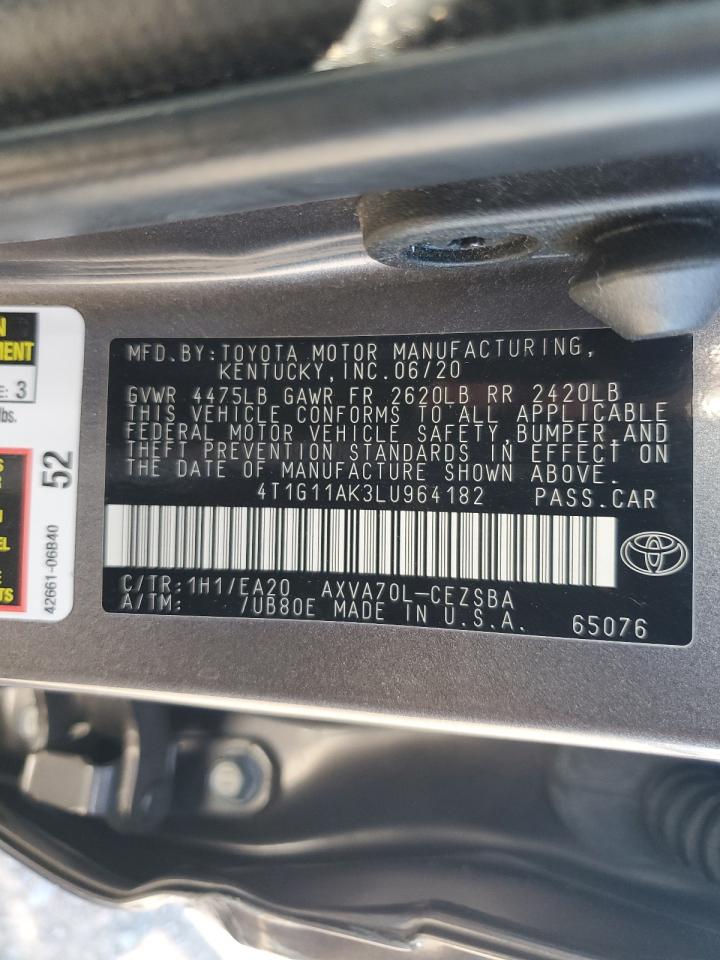 MFD.BY:TOYOTA MOTOR MANUFACTURING,
KENTUCKY,INC.06/20
GVWR 4475LB GAWR FR 2620LB RR 2420LB
THIS VEHICLE CONFORMS TO ALL APPLICABLE
FEDERAL MOTOR VEHICLE SAFETY,BUMPER,AND
THEFT PREVENTION STANDARDS IN EFFECT ON
THE DATE OF MANUFACTURE SHOWN ABOVE.
4T1G11AK3LU964182 PASS.CAR
C/TR:1H1/EA20 AXVA70L-CEZSBA
A/TM: /UB80E MADE IN U.S.A. 65076
3
lbs.
52
42661-06B40